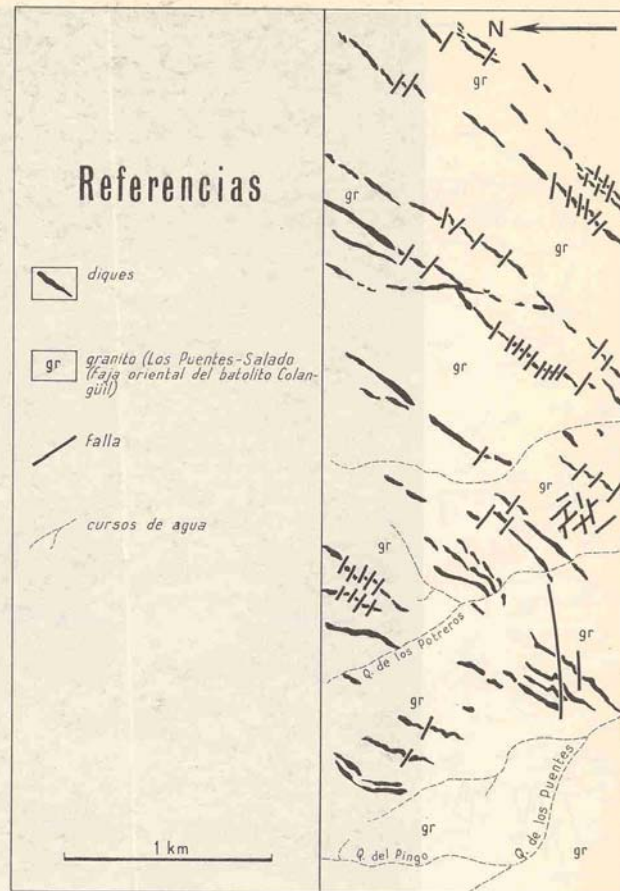 Referencias
diques
gr
granito (Los Puentes-Salado
(faja oriental del batolito Colan-
güil)
falla
cursos de agua
1 km
N
gr
gr
gr
gr
gr
gr
gr
Q. de los Potreros
gr
gr
Q. de los Puentes
gr
Q. del Pingo
gr